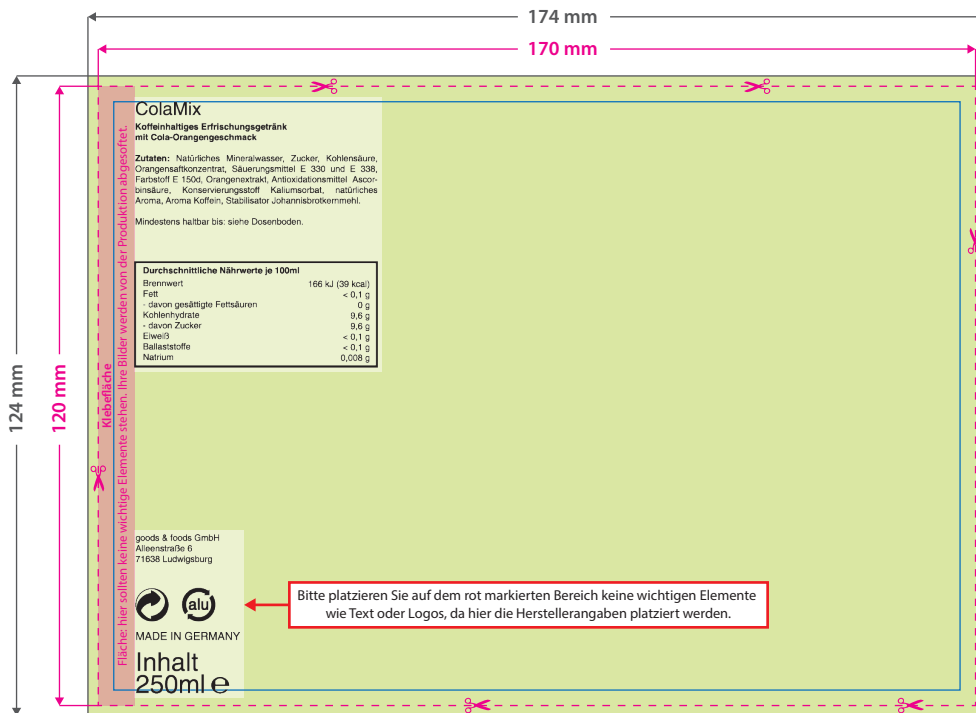 174 mm
170 mm
124 mm
120 mm
Klebefläche
Fläche: hier sollten keine wichtige Elemente stehen. Ihre Bilder werden von der Produktion abgesoftet.
ColaMix
Koffeinhaltiges Erfrischungsgetränk
mit Cola-Orangengeschmack
Zutaten: Natürliches Mineralwasser, Zucker, Kohlensäure,
Orangensaftkonzentrat, Säuerungsmittel E 330 und E 338,
Farbstoff E 150d, Orangenextrakt, Antioxidationsmittel Ascor-
binsäure, Konservierungsstoff Kaliumsorbat, natürliches
Aroma, Aroma Koffein, Stabilisator Johannisbrotkernmehl.
Mindestens haltbar bis: siehe Dosenboden.
Durchschnittliche Nährwerte je 100ml
Brennwert 166 kJ (39 kcal)
Fett < 0,1 g
- davon gesättigte Fettsäuren 0 g
Kohlenhydrate 9,6 g
- davon Zucker 9,6 g
Eiweiß < 0,1 g
Ballaststoffe < 0,1 g
Natrium 0,008 g
goods & foods GmbH
Alleenstraße 6
71638 Ludwigsburg
alu
MADE IN GERMANY
Inhalt
250ml ℮
Bitte platzieren Sie auf dem rot markierten Bereich keine wichtigen Elemente
wie Text oder Logos, da hier die Herstellerangaben platziert werden.